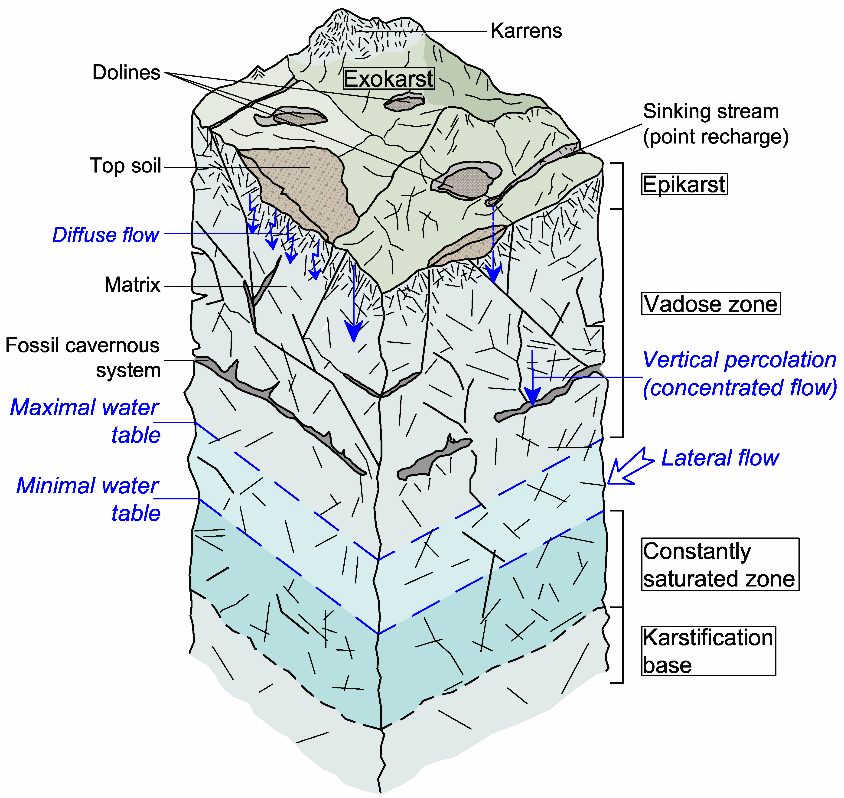 Karrens
Dolines
Exokarst
Sinking stream
(point recharge)
Top soil
Epikarst
Diffuse flow
Matrix
Vadose zone
Fossil cavernous
system
Vertical percolation
(concentrated flow)
Maximal water
table
Lateral flow
Minimal water
table
Constantly
saturated zone
Karstification
base